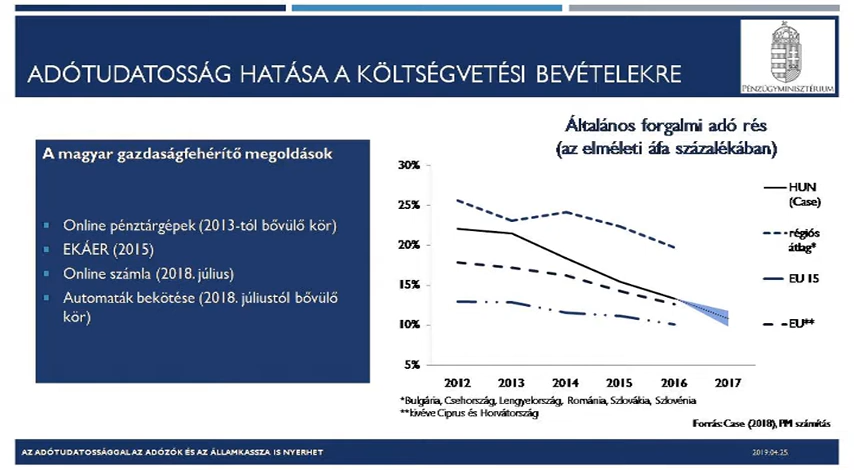 ADÓTUDATOSSÁG HATÁSA A KÖLTSÉGVETÉSI BEVÉTELEKRE
PÉNZÜGYMINISZTÉRIUM
A magyar gazdaságfehérítő megoldások
Online pénztárgépek (2013-tól bővülő kör)
EKÁER (2015)
Online számla (2018. július)
Automaták bekötése (2018. júliustól bővülő
kör)
Általános forgalmi adó rés
(az elméleti áfa százalékában)
30%
25%
20%
15%
10%
5%
2012 2013 2014 2015 2016 2017
HUN
(Case)
régiós
átlag*
EU 15
EU**
*Bulgária, Csehország, Lengyelország, Románia, Szlovákia, Szlovénia
**kivéve Ciprus és Horvátország
Forrás: Case (2018), PM számítás
AZ ADÓTUDATOSSÁGGAL AZ ADÓZÓK ÉS AZ ÁLLAMKASSZA IS NYERHET
2019.04.25.